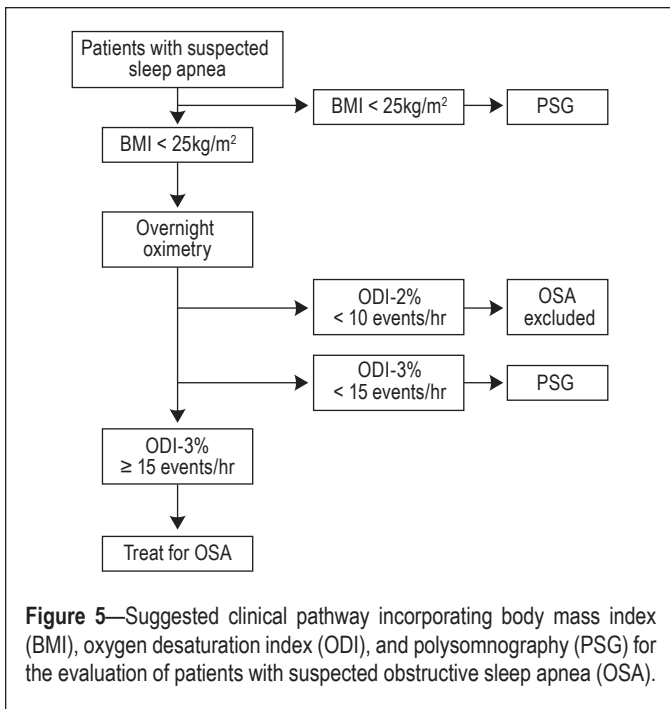 Patients with suspected
sleep apnea
BMI < 25kg/m²
PSG
BMI < 25kg/m²
Overnight
oximetry
ODI-2%
< 10 events/hr
OSA
excluded
ODI-3%
< 15 events/hr
PSG
ODI-3%
≥ 15 events/hr
Treat for OSA
Figure 5—Suggested clinical pathway incorporating body mass index
(BMI), oxygen desaturation index (ODI), and polysomnography (PSG) for
the evaluation of patients with suspected obstructive sleep apnea (OSA).